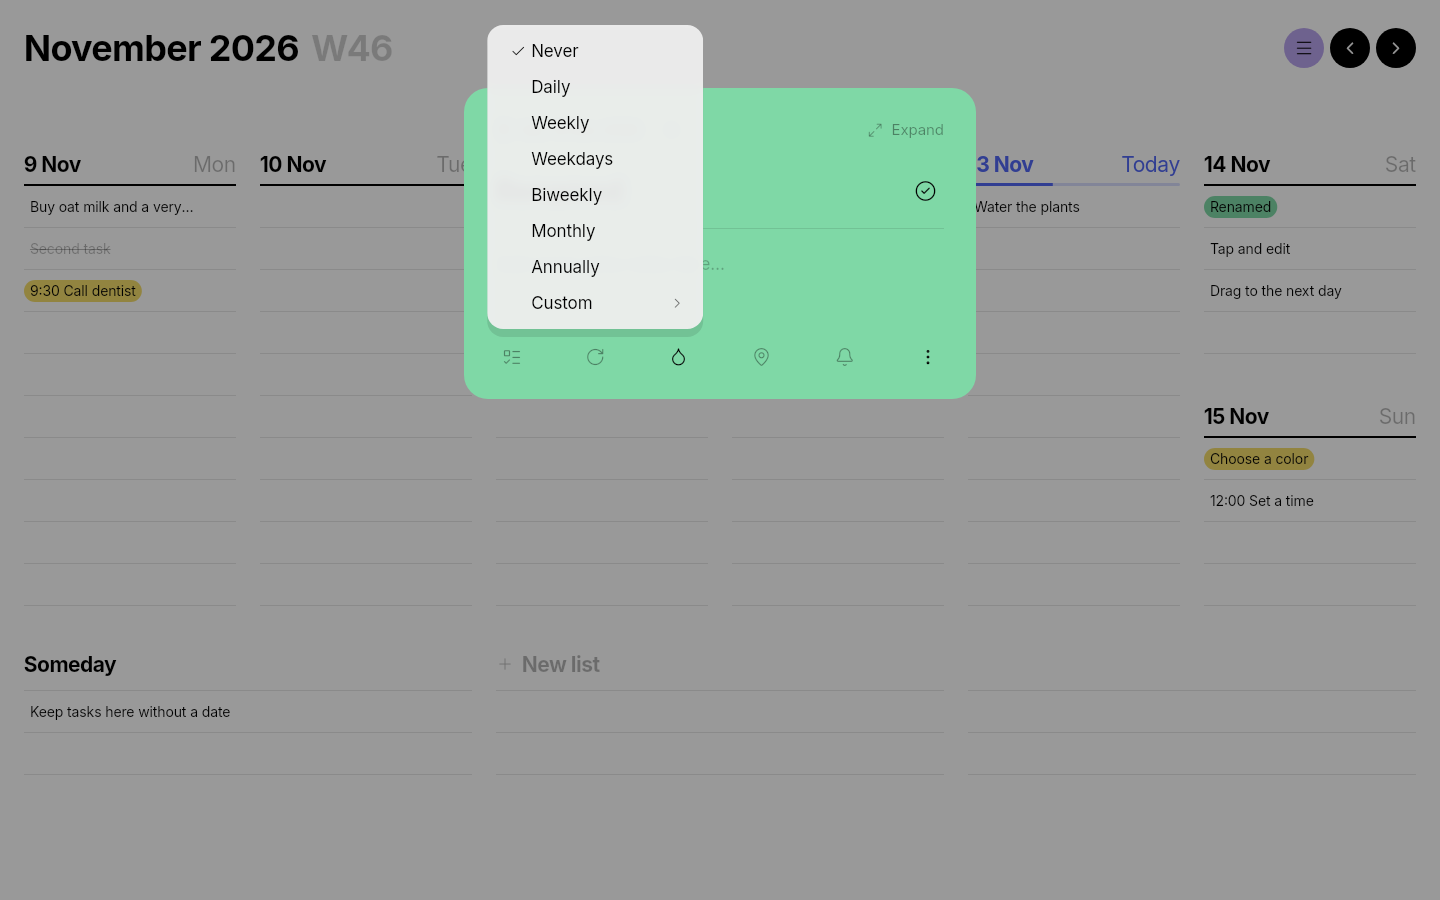 November 2026 W46
Never
Daily
Weekly
Weekdays
Biweekly
Monthly
Annually
Custom
Expand
9 Nov Mon
Buy oat milk and a very...
Second task
9:30 Call dentist
10 Nov Tue
3 Nov Today
Water the plants
14 Nov Sat
Renamed
Tap and edit
Drag to the next day
15 Nov Sun
Choose a color
12:00 Set a time
Someday
Keep tasks here without a date
+ New list